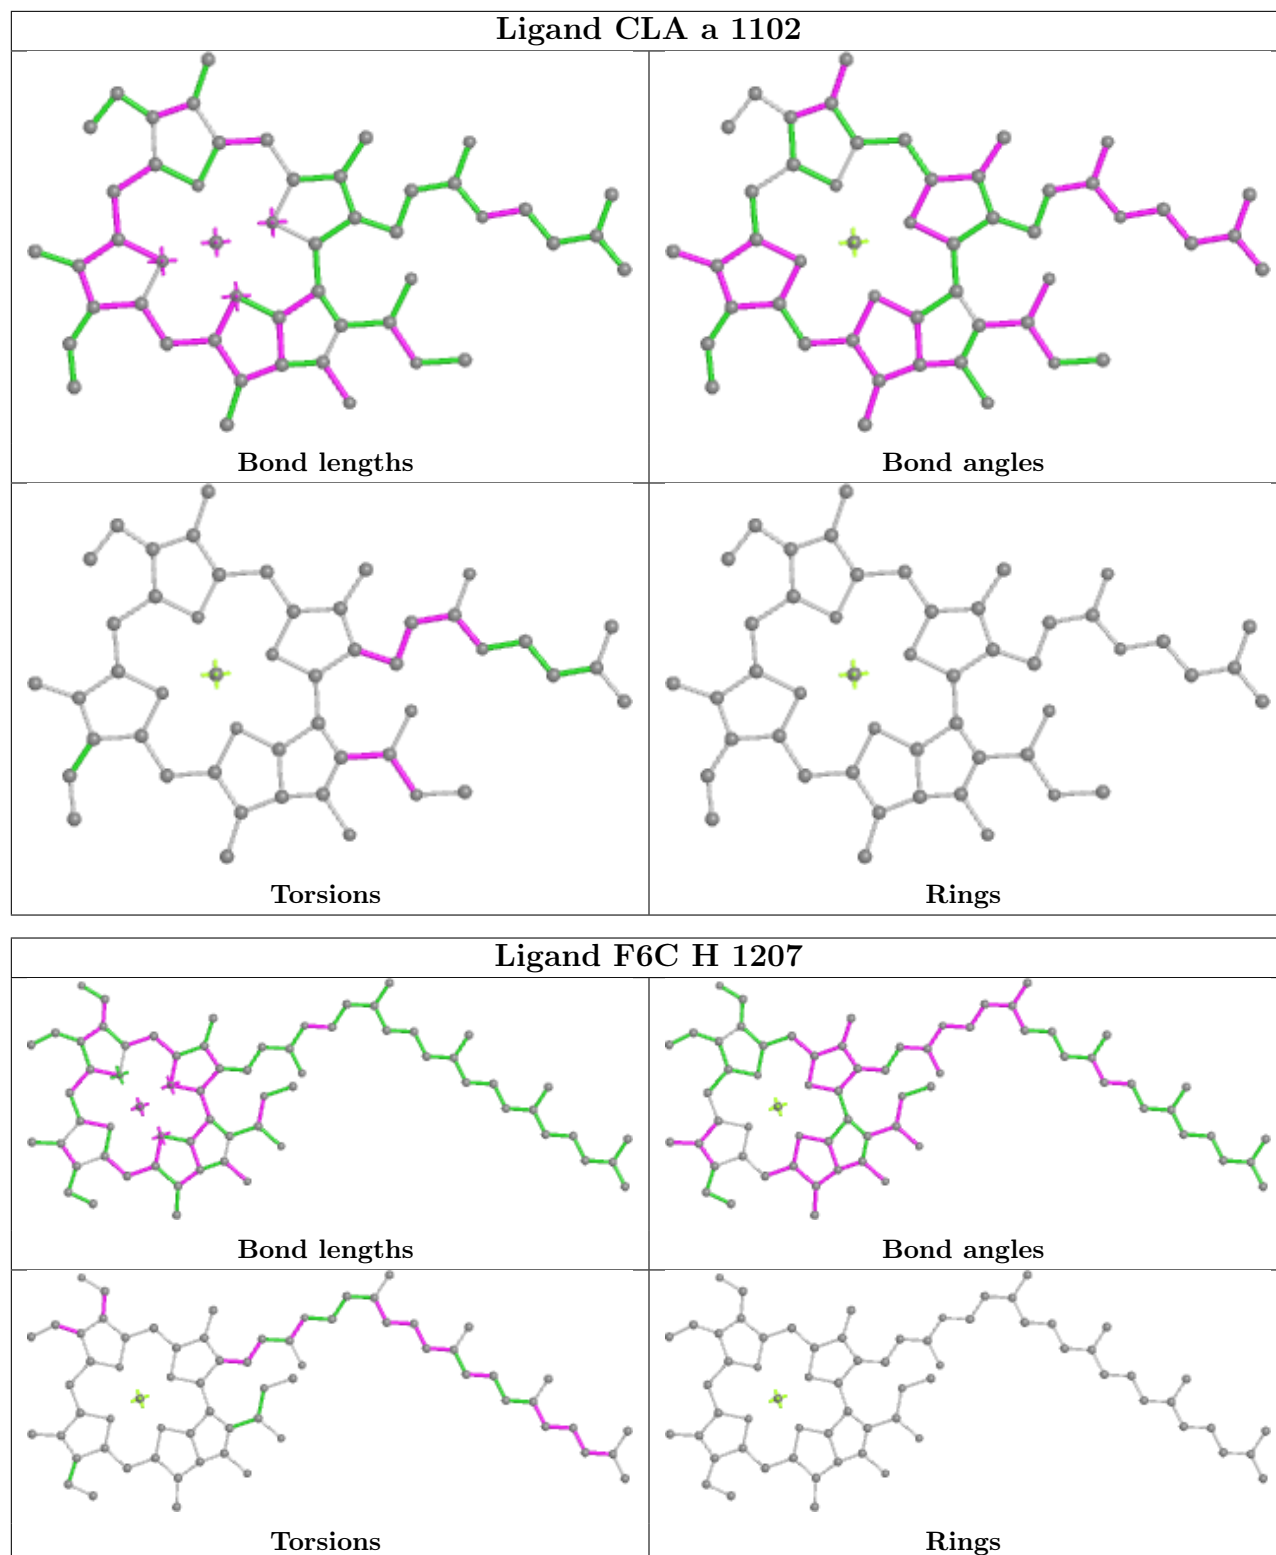 Ligand CLA a 1102
Bond lengths
Bond angles
Torsions
Rings
Ligand F6C H 1207
Bond lengths
Bond angles
Torsions
Rings